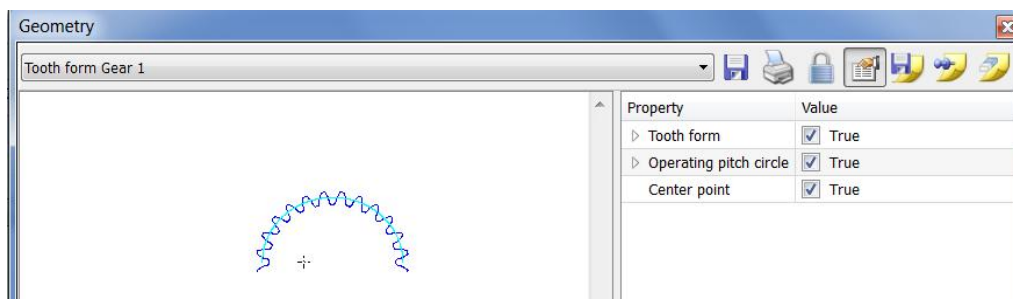 Geometry
Tooth form Gear 1
Property Value
Tooth form True
Operating pitch circle True
Center point True